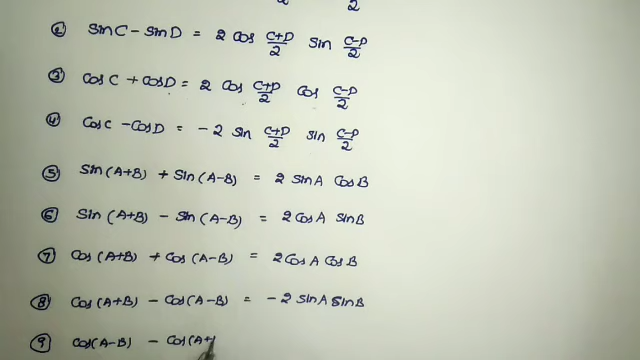 2
② Sin C - Sin D = 2 Cos (C+D)/2 Sin (C-D)/2
③ Cos C + Cos D = 2 Cos (C+D)/2 Cos (C-D)/2
④ Cos C - Cos D = - 2 Sin (C+D)/2 Sin (C-D)/2
⑤ Sin (A+B) + Sin (A-B) = 2 Sin A Cos B
⑥ Sin (A+B) - Sin (A-B) = 2 Cos A Sin B
⑦ Cos (A+B) + Cos (A-B) = 2 Cos A Cos B
⑧ Cos (A+B) - Cos (A-B) = - 2 Sin A Sin B
⑨ Cos (A-B) - Cos (A+